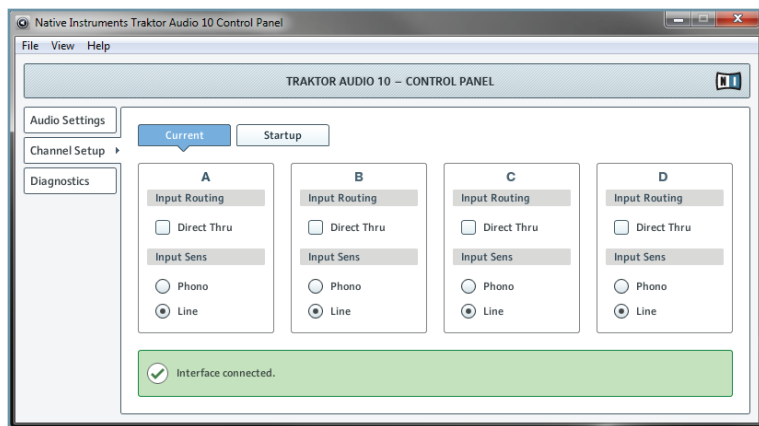 Native Instruments Traktor Audio 10 Control Panel
File View Help
TRAKTOR AUDIO 10 – CONTROL PANEL
Audio Settings
Channel Setup
Diagnostics
Current Startup
A B C D
Input Routing Input Routing Input Routing Input Routing
Direct Thru Direct Thru Direct Thru Direct Thru
Input Sens Input Sens Input Sens Input Sens
Phono Phono Phono Phono
Line Line Line Line
Interface connected.